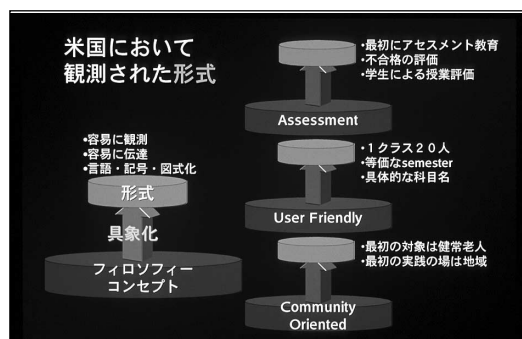 米国において
観測された形式
•容易に観測
•容易に伝達
•言語・記号・図式化
形式
具象化
フィロソフィー
コンセプト
•最初にアセスメント教育
•不合格の評価
•学生による授業評価
Assessment
•１クラス２０人
•等価なsemester
•具体的な科目名
User Friendly
•最初の対象は健常老人
•最初の実践の場は地域
Community
Oriented